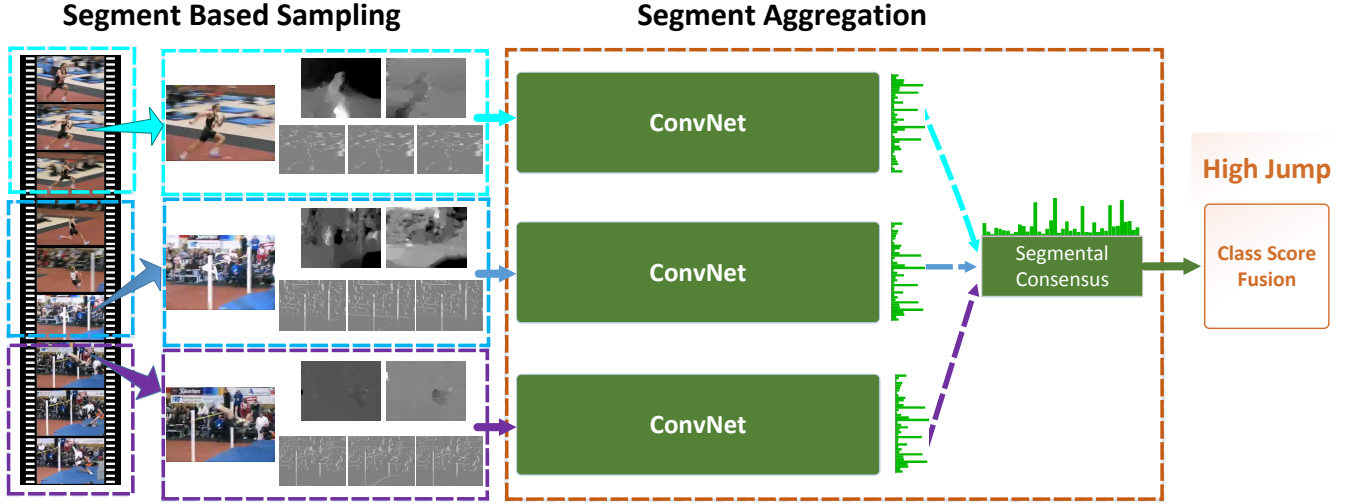 Segment Based Sampling
Segment Aggregation
ConvNet
ConvNet
ConvNet
Segmental
Consensus
High Jump
Class Score
Fusion